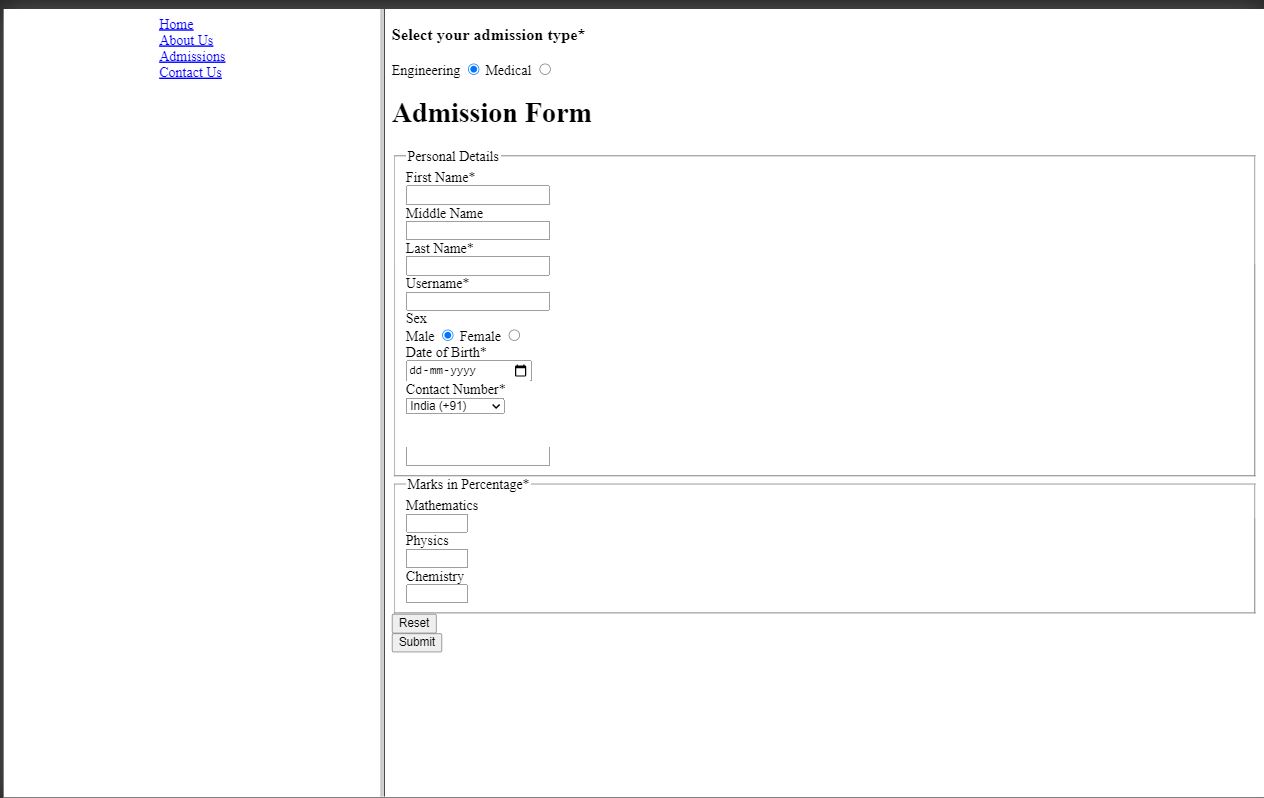 Home
About Us
Admissions
Contact Us
Select your admission type*
Engineering Medical
Admission Form
Personal Details
First Name*
Middle Name
Last Name*
Username*
Sex
Male Female
Date of Birth*
dd-mm-yyyy
Contact Number*
India (+91)
Marks in Percentage*
Mathematics
Physics
Chemistry
Reset
Submit